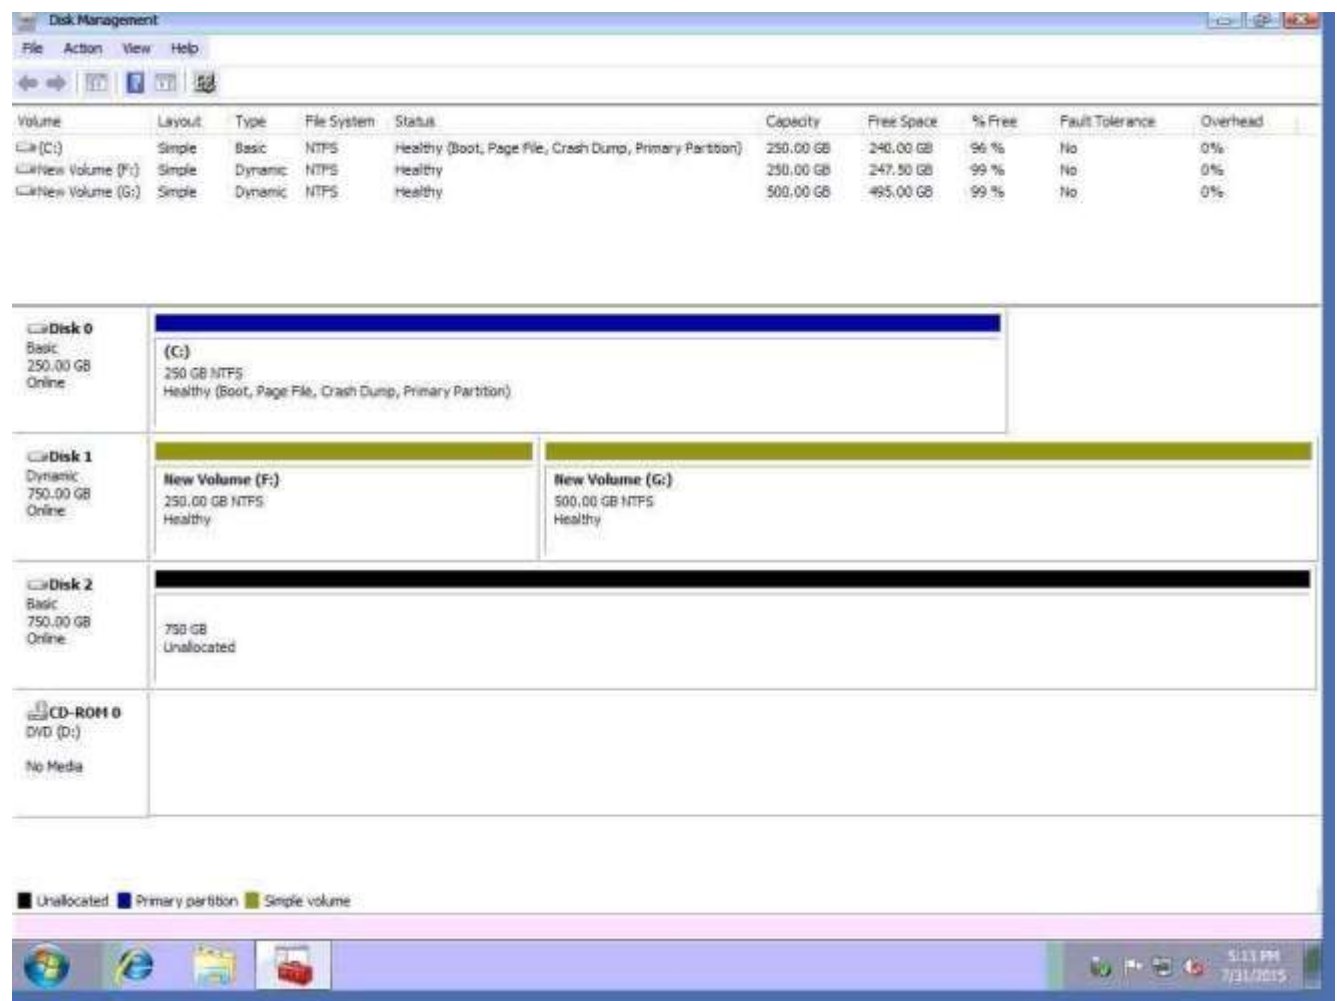 Disk Management
File Action View Help
Volume Layout Type File System Status Capacity Free Space % Free Fault Tolerance Overhead
(C:) Simple Basic NTFS Healthy (Boot, Page File, Crash Dump, Primary Partition) 250.00 GB 240.00 GB 96 % No 0%
New Volume (F:) Simple Dynamic NTFS Healthy 250.00 GB 247.50 GB 99 % No 0%
New Volume (G:) Simple Dynamic NTFS Healthy 500.00 GB 495.00 GB 99 % No 0%
Disk 0
Basic
250.00 GB
Online
(C:)
250 GB NTFS
Healthy (Boot, Page File, Crash Dump, Primary Partition)
Disk 1
Dynamic
750.00 GB
Online
New Volume (F:)
250.00 GB NTFS
Healthy
New Volume (G:)
500.00 GB NTFS
Healthy
Disk 2
Basic
750.00 GB
Online
750 GB
Unallocated
CD-ROM 0
DVD (D:)
No Media
Unallocated Primary partition Simple volume
5:13 PM
7/31/2015